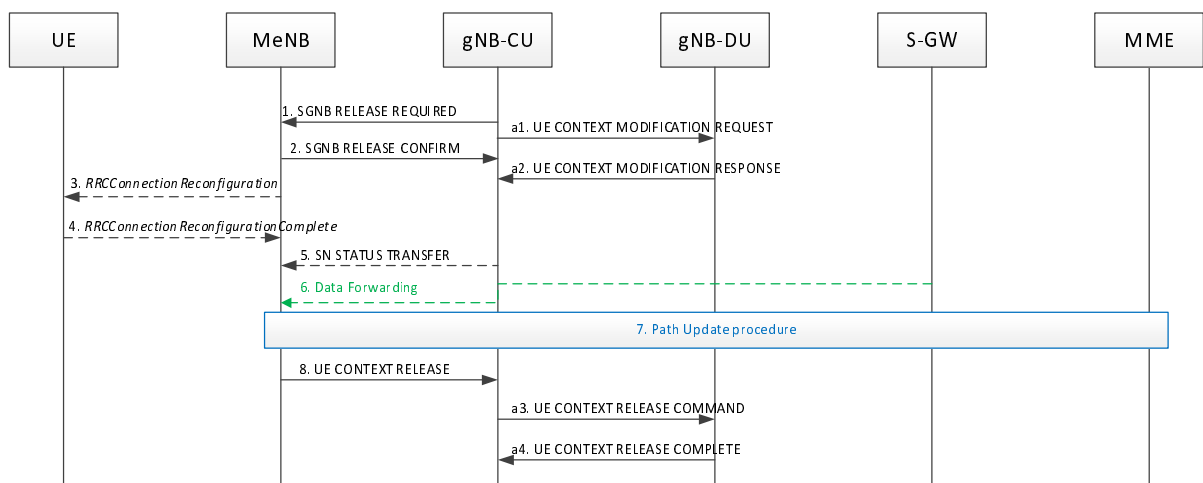 UE
MeNB
gNB-CU
gNB-DU
S-GW
MME
1. SGNB RELEASE REQUIRED
a1. UE CONTEXT MODIFICATION REQUEST
2. SGNB RELEASE CONFIRM
a2. UE CONTEXT MODIFICATION RESPONSE
3. RRCConnectionReconfiguration
4. RRCConnectionReconfigurationComplete
5. SN STATUS TRANSFER
6. Data Forwarding
7. Path Update procedure
8. UE CONTEXT RELEASE
a3. UE CONTEXT RELEASE COMMAND
a4. UE CONTEXT RELEASE COMPLETE